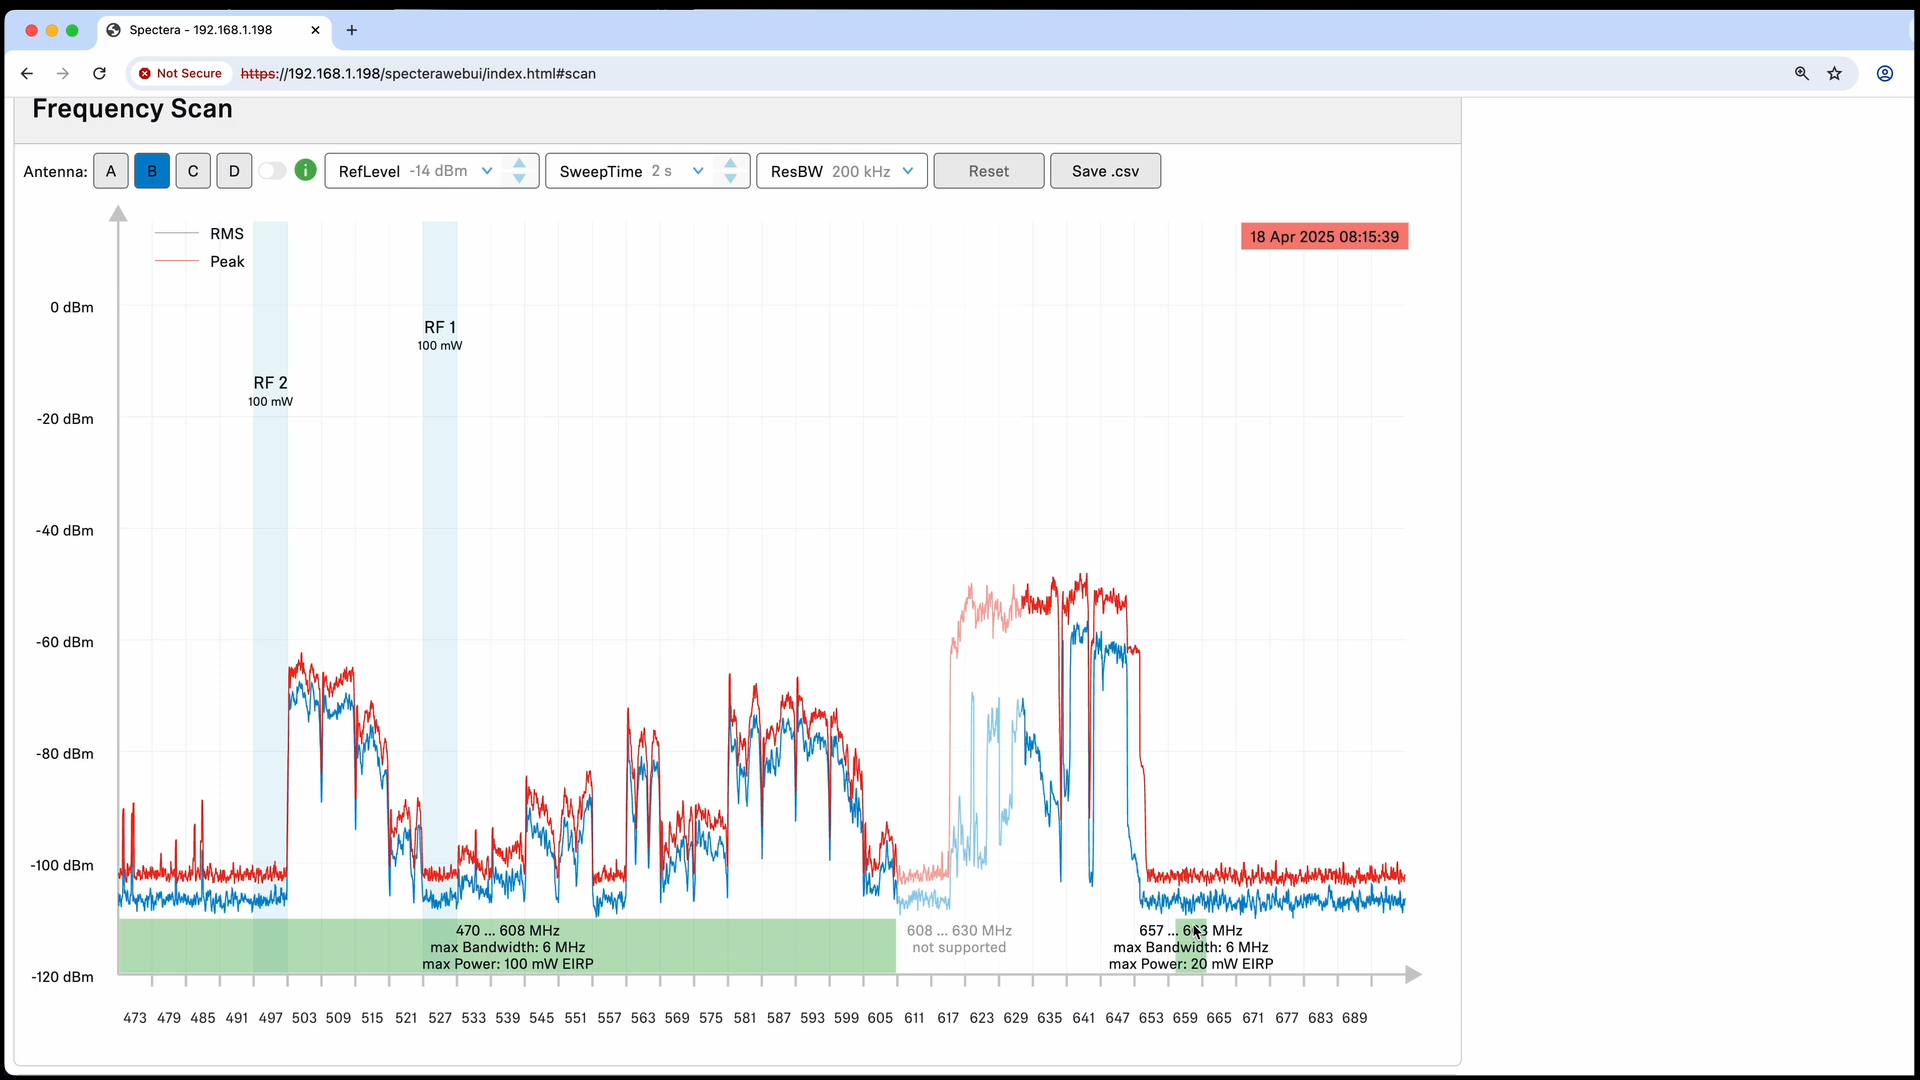 Spectera - 192.168.1.198
Not Secure https://192.168.1.198/specterawebui/index.html#scan
Frequency Scan
Antenna: A B C D i RefLevel -14 dBm SweepTime 2 s ResBW 200 kHz Reset Save .csv
RMS
Peak
18 Apr 2025 08:15:39
0 dBm
RF 1
100 mW
RF 2
100 mW
-20 dBm
-40 dBm
-60 dBm
-80 dBm
-100 dBm
470 ... 608 MHz
max Bandwidth: 6 MHz
max Power: 100 mW EIRP
608 ... 630 MHz
not supported
657 ... 663 MHz
max Bandwidth: 6 MHz
max Power: 20 mW EIRP
-120 dBm
473 479 485 491 497 503 509 515 521 527 533 539 545 551 557 563 569 575 581 587 593 599 605 611 617 623 629 635 641 647 653 659 665 671 677 683 689